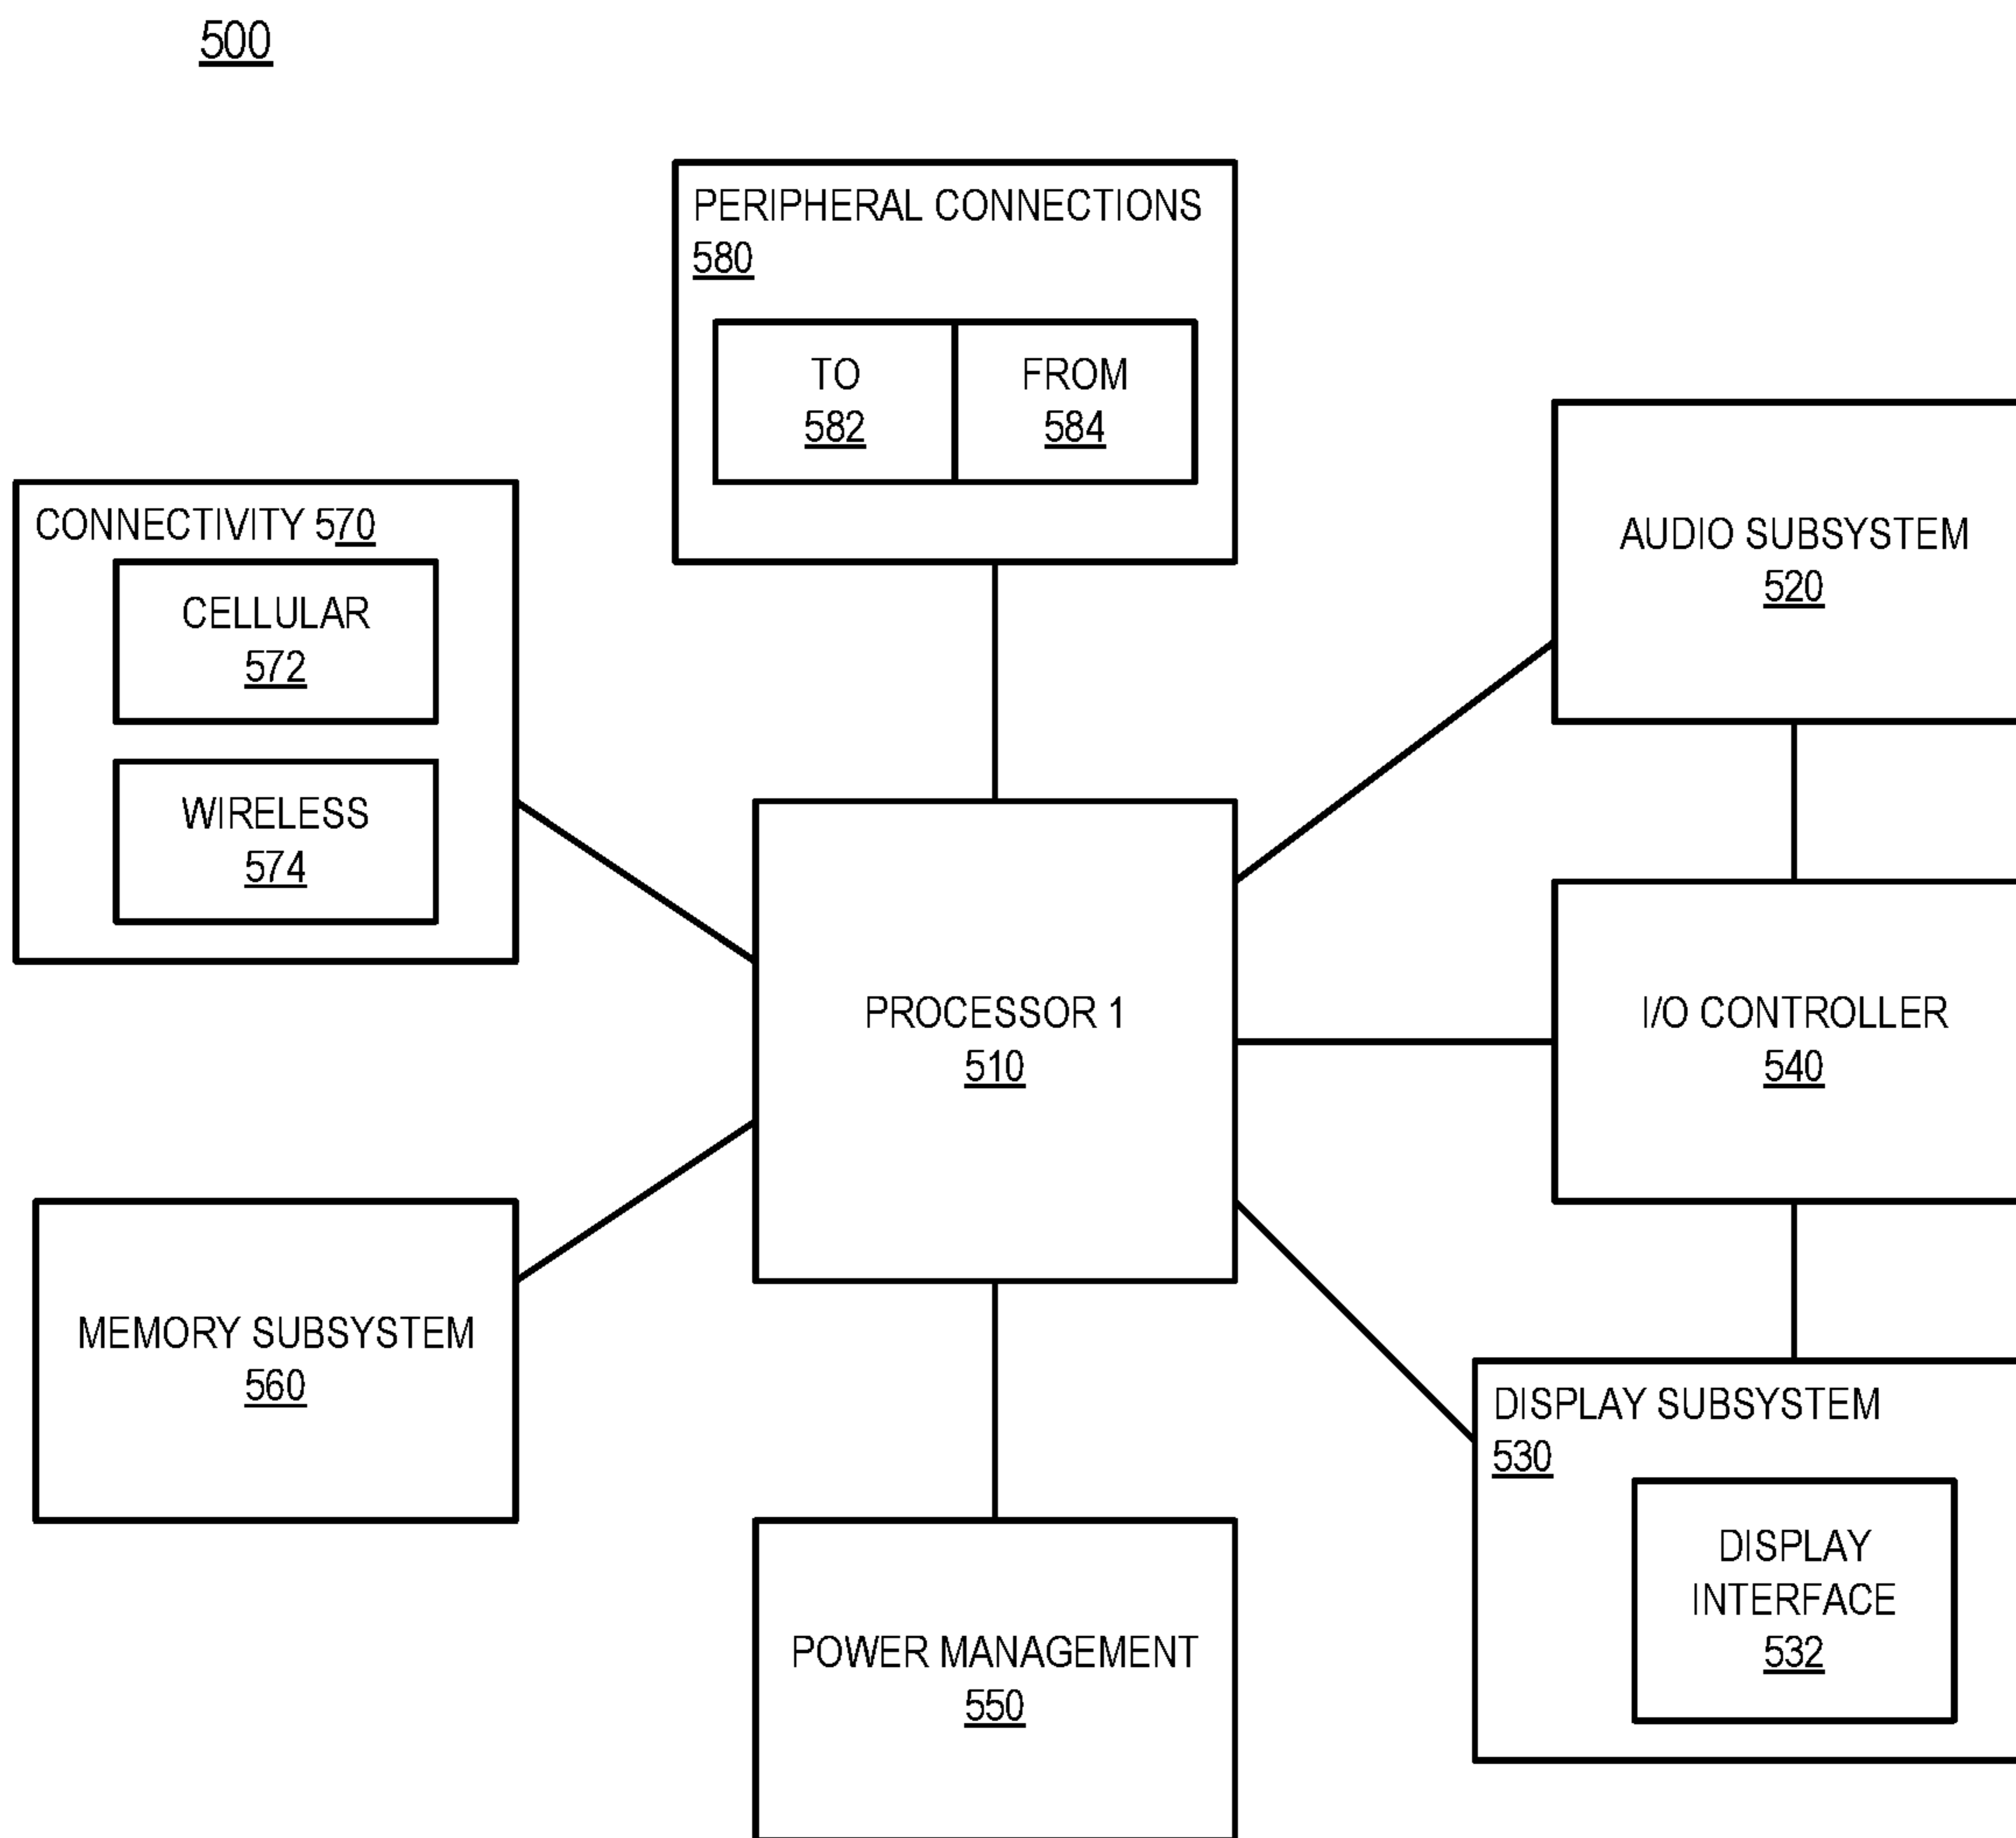 500
PERIPHERAL CONNECTIONS
580
TO
582
FROM
584
CONNECTIVITY 570
CELLULAR
572
WIRELESS
574
AUDIO SUBSYSTEM
520
PROCESSOR 1
510
I/O CONTROLLER
540
MEMORY SUBSYSTEM
560
DISPLAY SUBSYSTEM
530
DISPLAY
INTERFACE
532
POWER MANAGEMENT
550